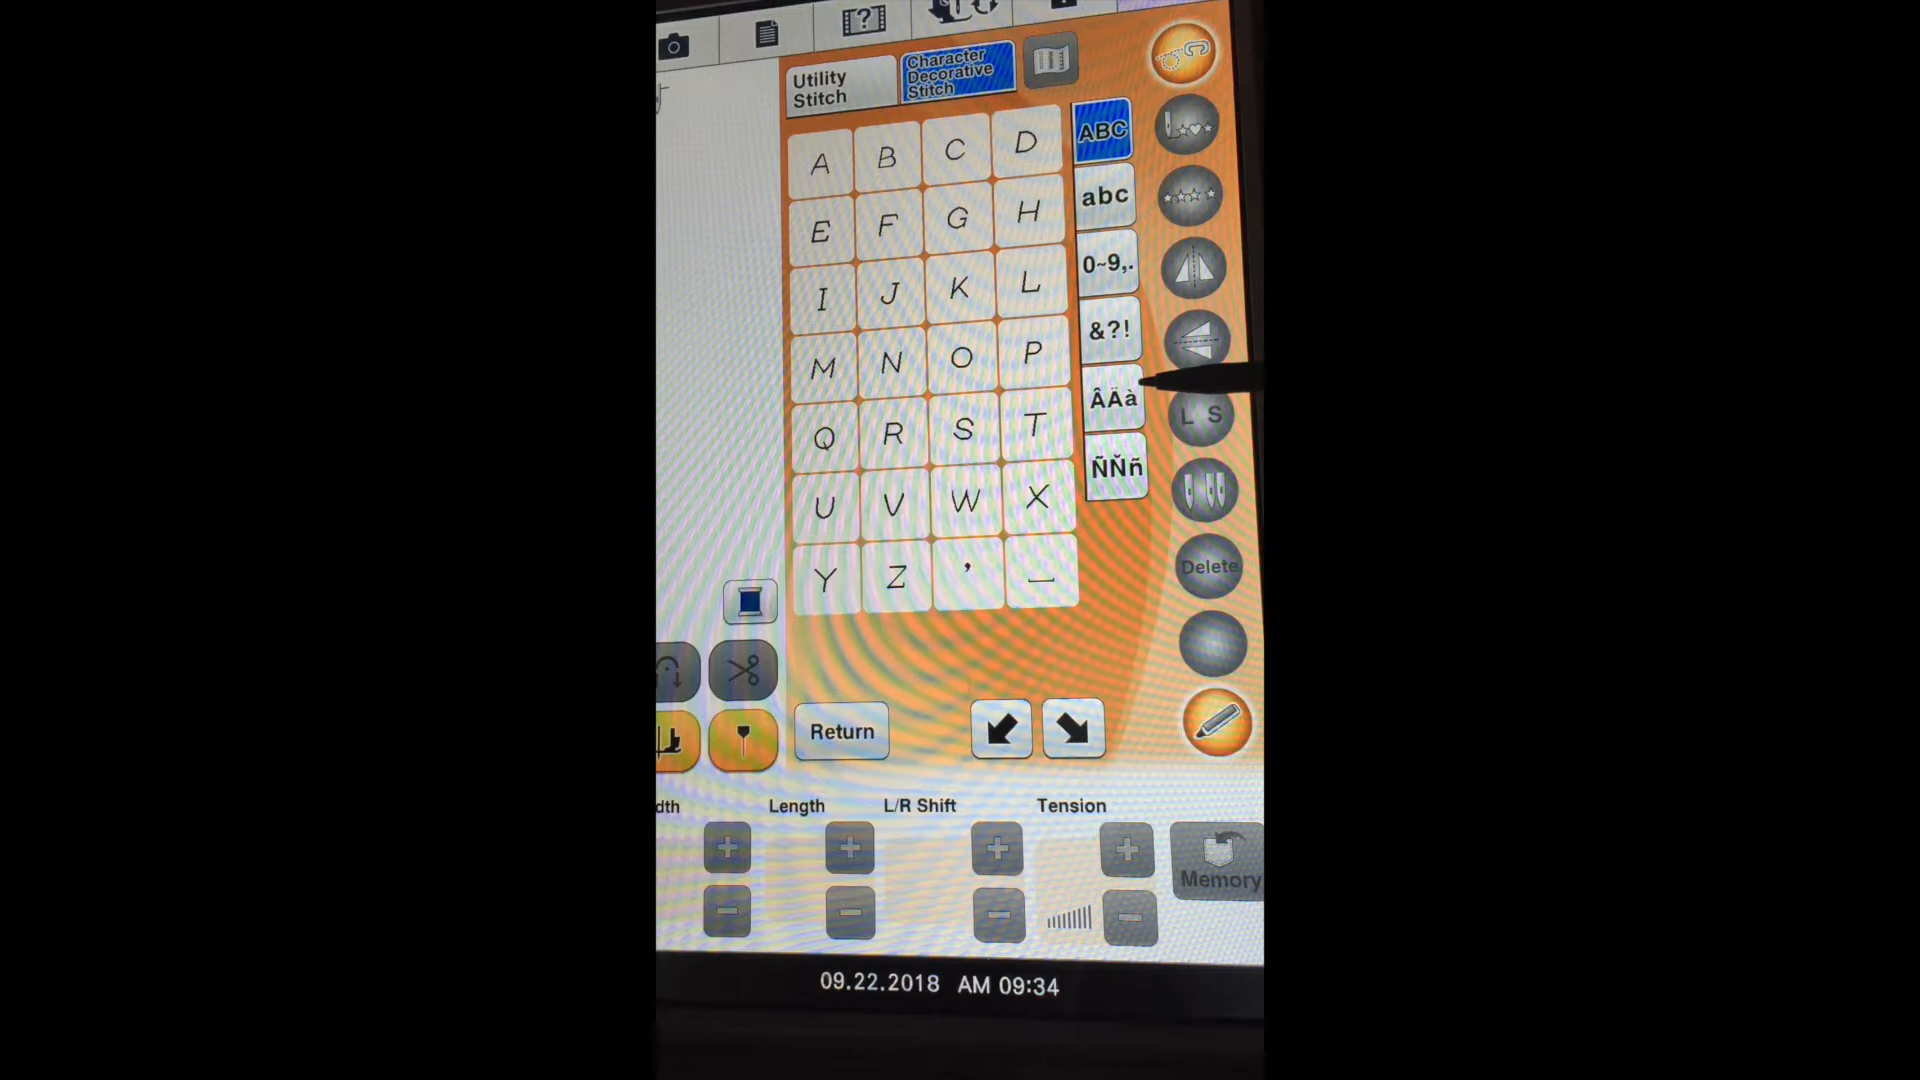 ?
Utility
Stitch
Character
Decorative
Stitch
A B C D
E F G H
I J K L
M N O P
Q R S T
U V W X
Y Z ’ _
ABC
abc
0~9,.
&?!
ÂÄà
ÑŇñ
L S
Delete
Return
dth
Length
L/R Shift
Tension
Memory
09.22.2018 AM 09:34